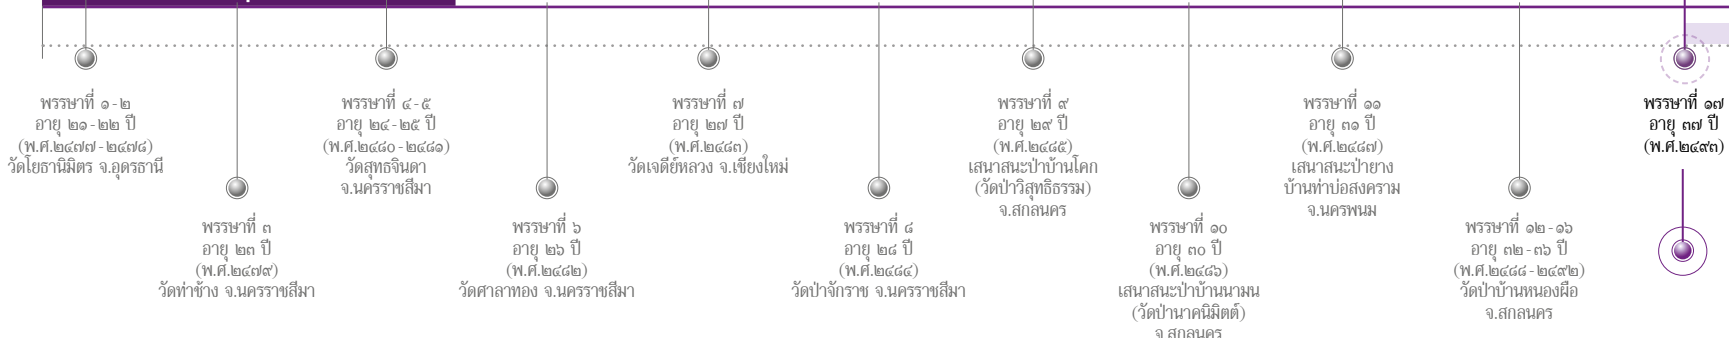 พรรษาที่ ๑-๒
อายุ ๒๑-๒๒ ปี
(พ.ศ.๒๔๗๗-๒๔๗๘)
วัดโยธานิมิตร จ.อุดรธานี
พรรษาที่ ๓
อายุ ๒๓ ปี
(พ.ศ.๒๔๗๙)
วัดท่าช้าง จ.นครราชสีมา
พรรษาที่ ๔-๕
อายุ ๒๔-๒๕ ปี
(พ.ศ.๒๔๘๐-๒๔๘๑)
วัดสุทธจินดา
จ.นครราชสีมา
พรรษาที่ ๖
อายุ ๒๖ ปี
(พ.ศ.๒๔๘๒)
วัดศาลาทอง จ.นครราชสีมา
พรรษาที่ ๗
อายุ ๒๗ ปี
(พ.ศ.๒๔๘๓)
วัดเจดีย์หลวง จ.เชียงใหม่
พรรษาที่ ๘
อายุ ๒๘ ปี
(พ.ศ.๒๔๘๔)
วัดป่าจักราช จ.นครราชสีมา
พรรษาที่ ๙
อายุ ๒๙ ปี
(พ.ศ.๒๔๘๕)
เสนาสนะป่าบ้านโคก
(วัดป่าวิสุทธิธรรม)
จ.สกลนคร
พรรษาที่ ๑๐
อายุ ๓๐ ปี
(พ.ศ.๒๔๘๖)
เสนาสนะป่าบ้านนามน
(วัดป่านาคนิมิตต์)
จ.สกลนคร
พรรษาที่ ๑๑
อายุ ๓๑ ปี
(พ.ศ.๒๔๘๗)
เสนาสนะป่ายาง
บ้านท่าบ่อสงคราม
จ.นครพนม
พรรษาที่ ๑๒-๑๖
อายุ ๓๒-๓๖ ปี
(พ.ศ.๒๔๘๘-๒๔๙๒)
วัดป่าบ้านหนองผือ
จ.สกลนคร
พรรษาที่ ๑๗
อายุ ๓๗ ปี
(พ.ศ.๒๔๙๓)